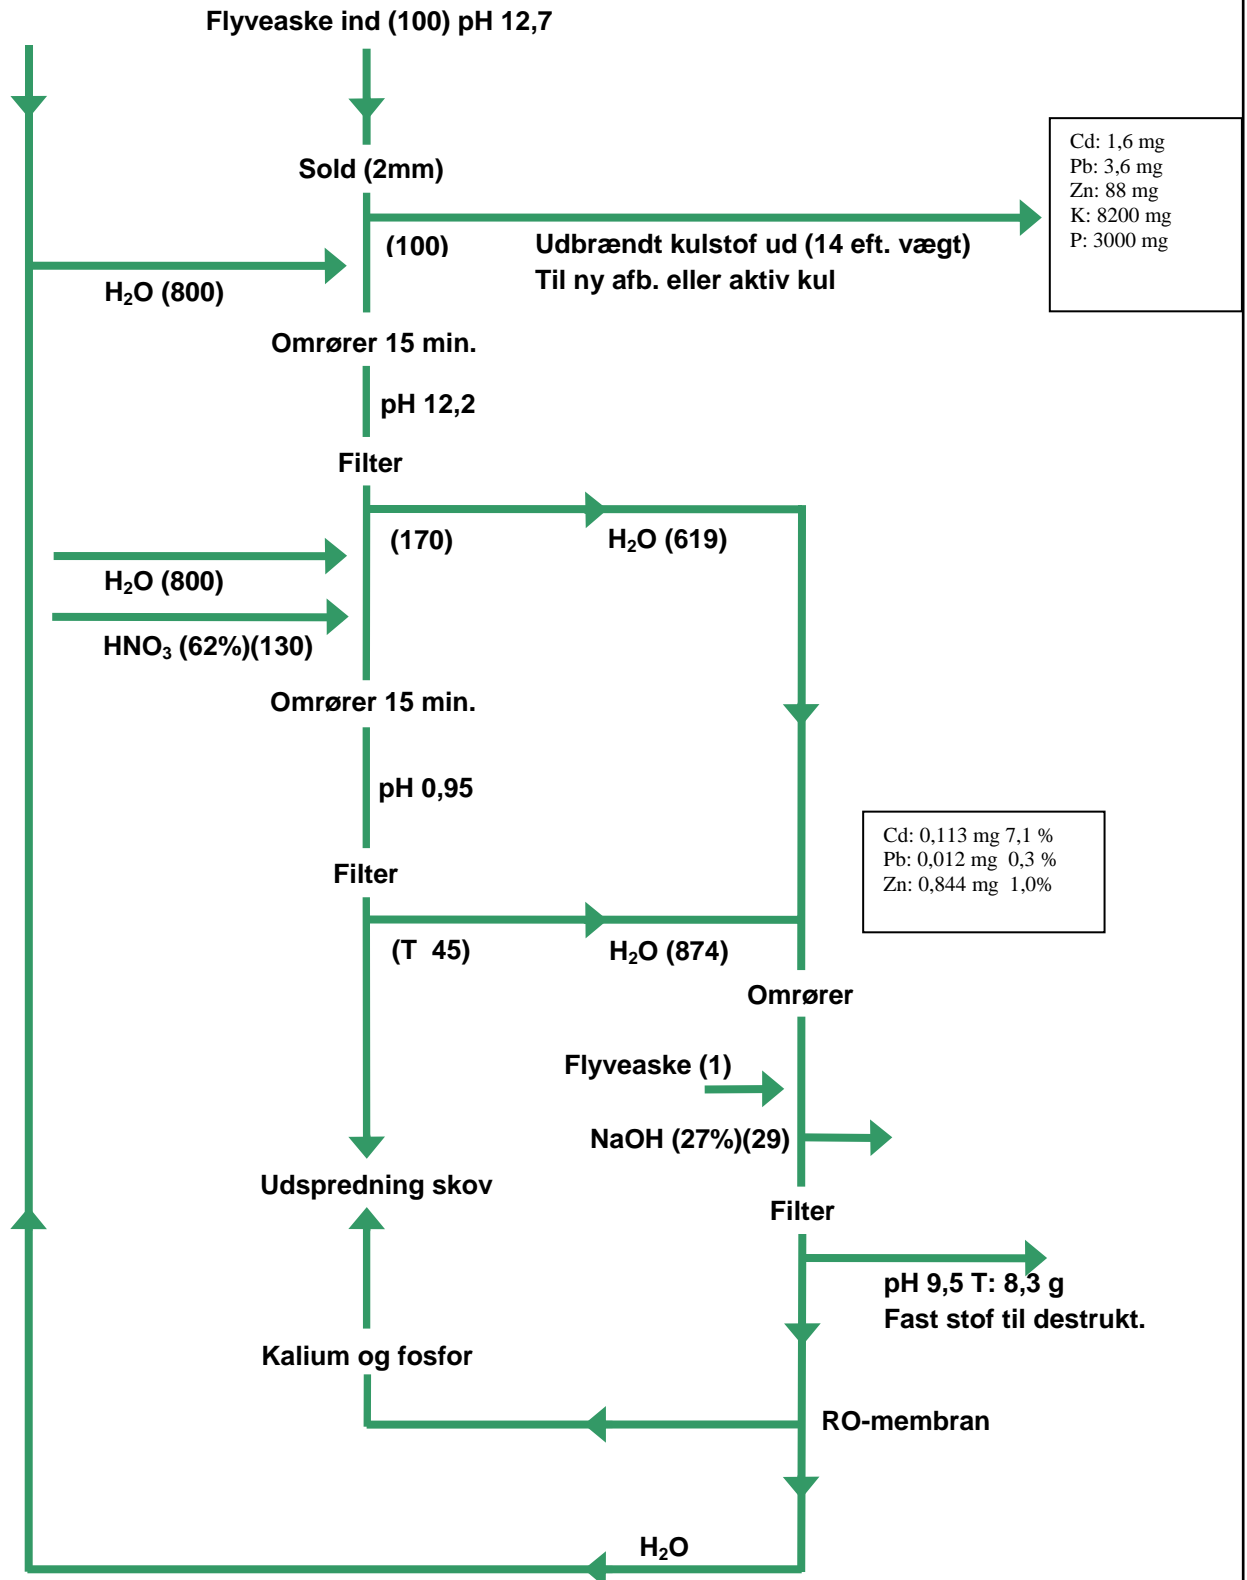 Flyveaske ind (100) pH 12,7
Sold (2mm)
Cd: 1,6 mg
Pb: 3,6 mg
Zn: 88 mg
K: 8200 mg
P: 3000 mg
(100)
Udbrændt kulstof ud (14 eft. vægt)
Til ny afb. eller aktiv kul
H₂O (800)
Omrører 15 min.
pH 12,2
Filter
(170)
H₂O (619)
H₂O (800)
HNO₃ (62%)(130)
Omrører 15 min.
pH 0,95
Cd: 0,113 mg 7,1 %
Pb: 0,012 mg 0,3 %
Zn: 0,844 mg 1,0%
Filter
(T 45)
H₂O (874)
Omrører
Flyveaske (1)
NaOH (27%)(29)
Udspredning skov
Filter
pH 9,5 T: 8,3 g
Fast stof til destrukt.
Kalium og fosfor
RO-membran
H₂O